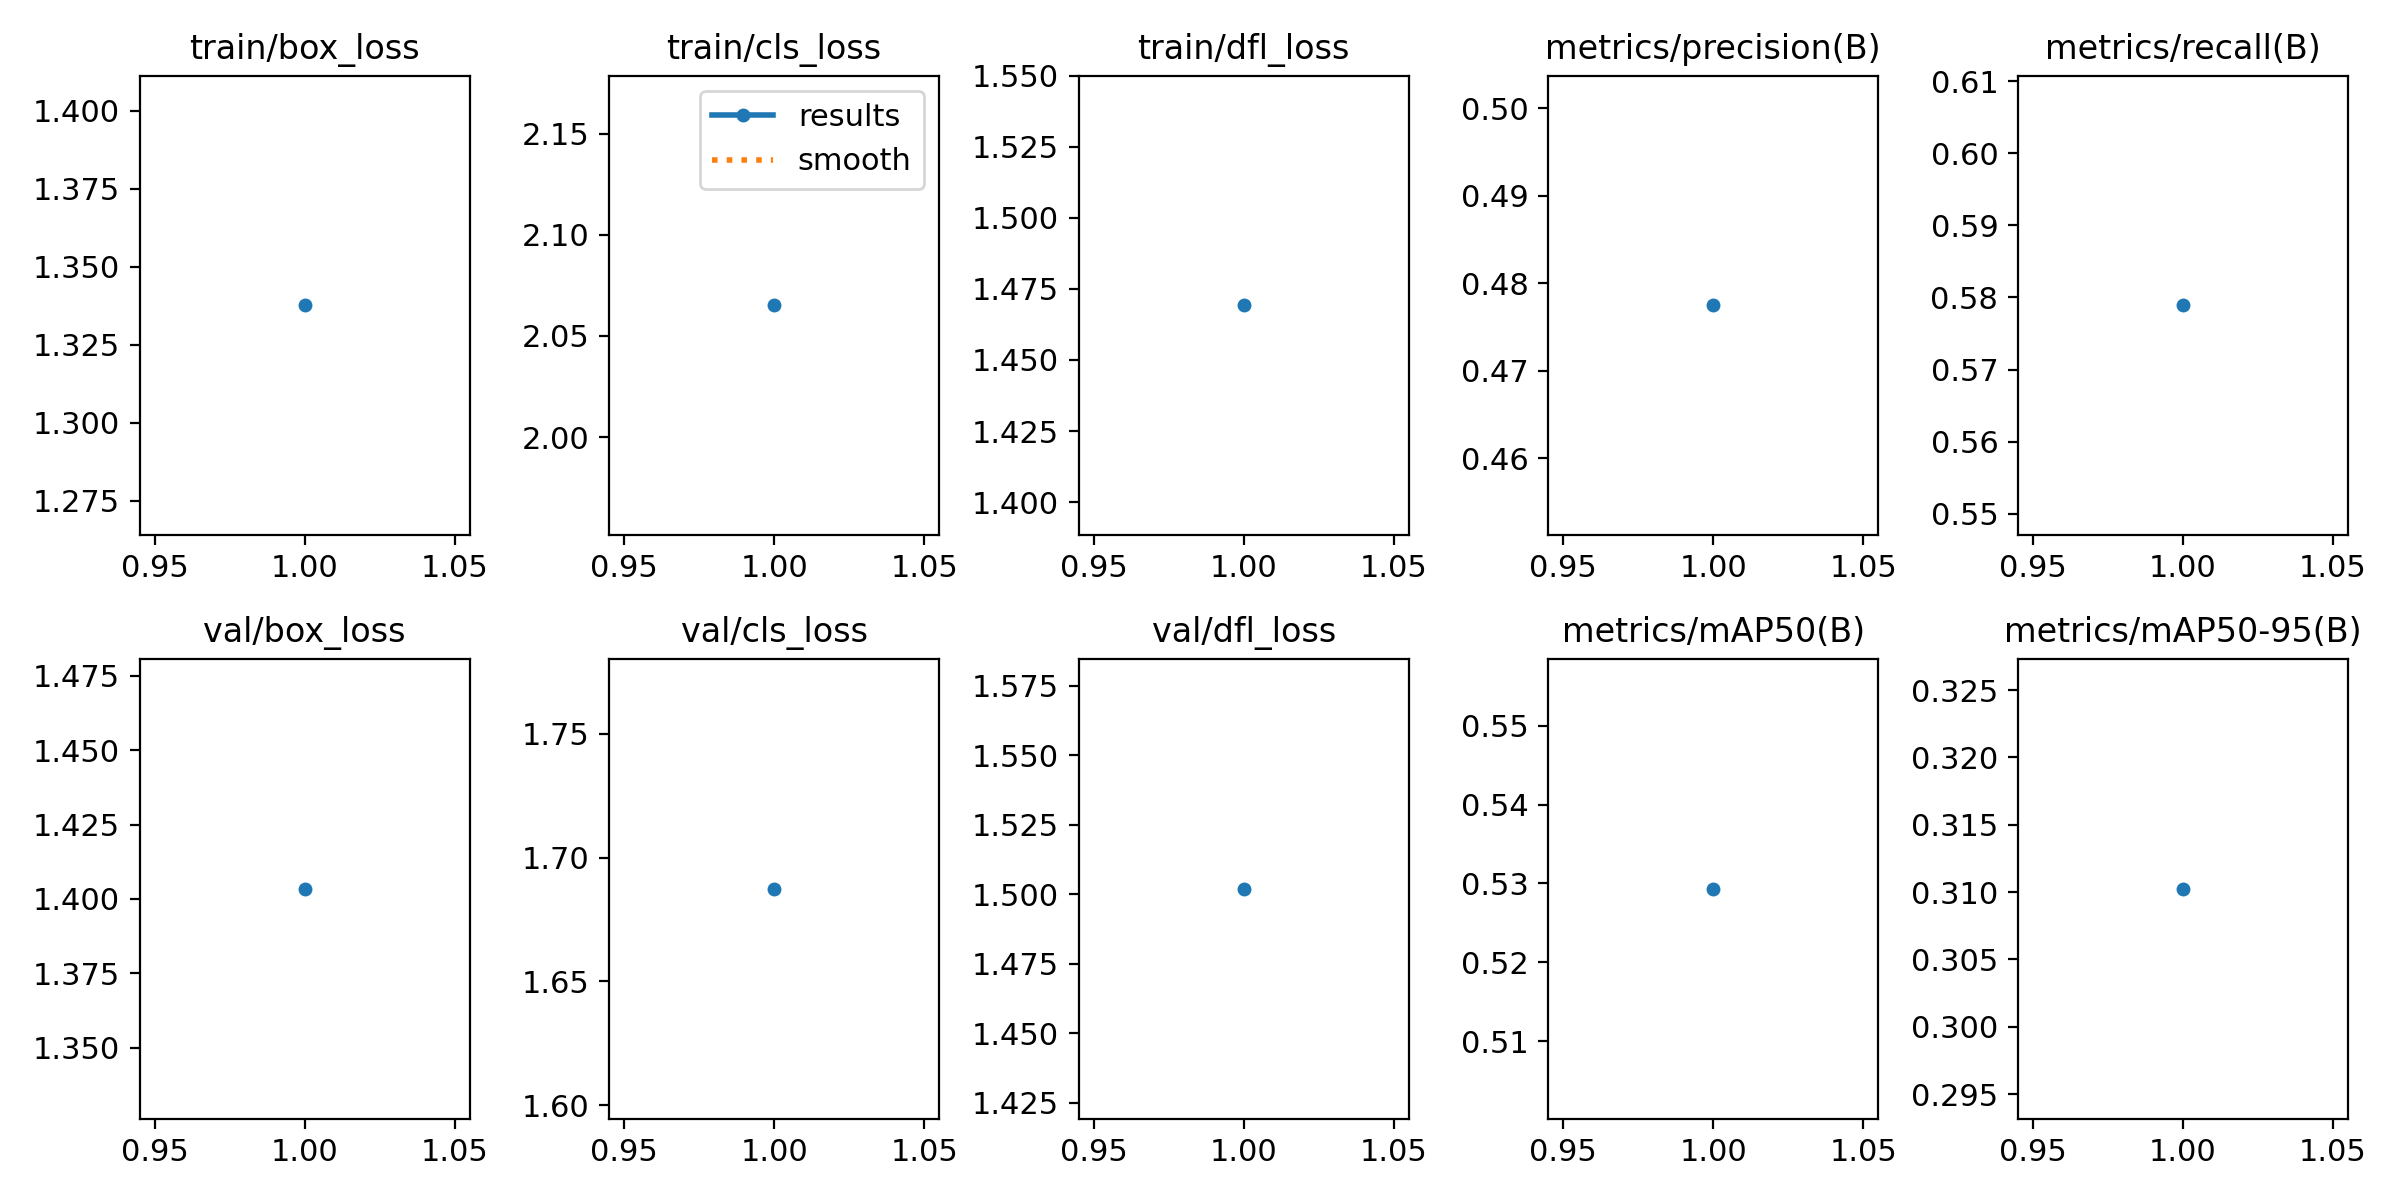 train/box_loss
1.400
1.375
1.350
1.325
1.300
1.275
0.95 1.00 1.05
train/cls_loss
results
smooth
2.15
2.10
2.05
2.00
0.95 1.00 1.05
train/dfl_loss
1.550
1.525
1.500
1.475
1.450
1.425
1.400
0.95 1.00 1.05
metrics/precision(B)
0.50
0.49
0.48
0.47
0.46
0.95 1.00 1.05
metrics/recall(B)
0.61
0.60
0.59
0.58
0.57
0.56
0.55
0.95 1.00 1.05
val/box_loss
1.475
1.450
1.425
1.400
1.375
1.350
0.95 1.00 1.05
val/cls_loss
1.75
1.70
1.65
1.60
0.95 1.00 1.05
val/dfl_loss
1.575
1.550
1.525
1.500
1.475
1.450
1.425
0.95 1.00 1.05
metrics/mAP50(B)
0.55
0.54
0.53
0.52
0.51
0.95 1.00 1.05
metrics/mAP50-95(B)
0.325
0.320
0.315
0.310
0.305
0.300
0.295
0.95 1.00 1.05